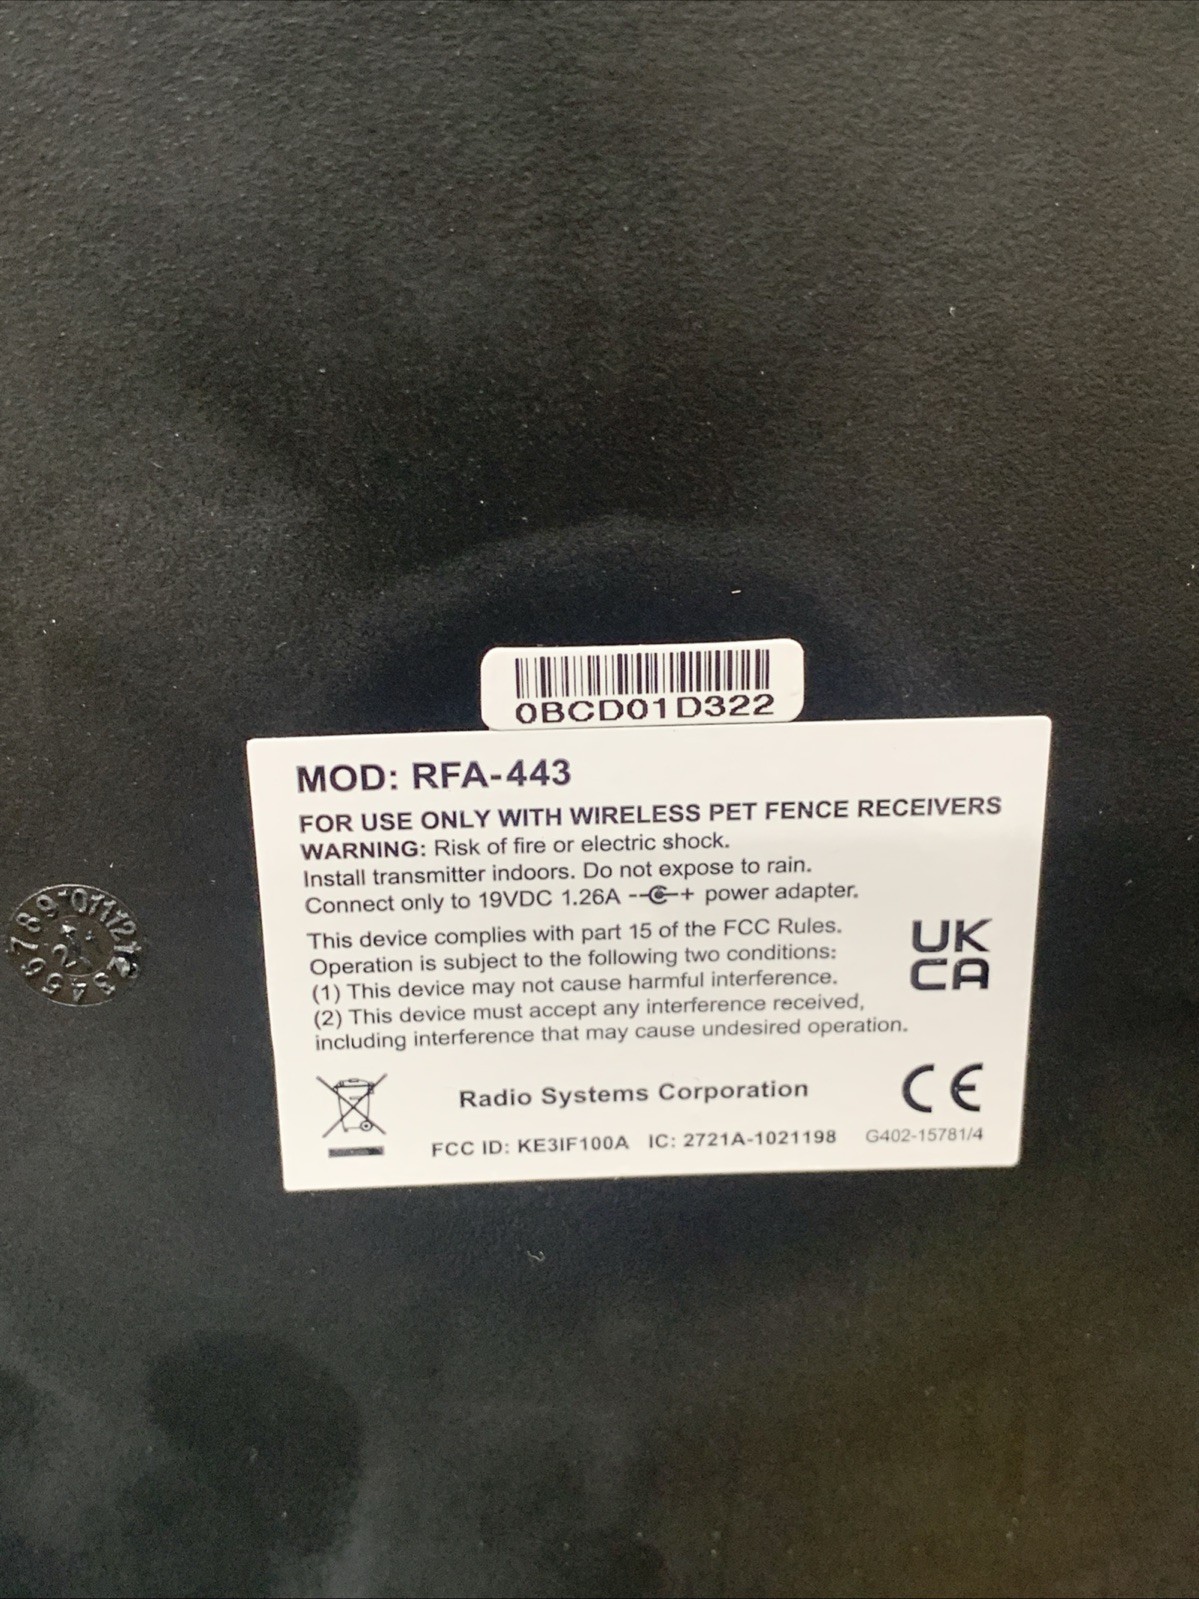 0BCD01D322
MOD: RFA-443
FOR USE ONLY WITH WIRELESS PET FENCE RECEIVERS
WARNING: Risk of fire or electric shock.
Install transmitter indoors. Do not expose to rain.
Connect only to 19VDC 1.26A -+ power adapter.
This device complies with part 15 of the FCC Rules.
Operation is subject to the following two conditions:
(1) This device may not cause harmful interference.
(2) This device must accept any interference received,
including interference that may cause undesired operation.
UK
CA
Radio Systems Corporation
CE
FCC ID: KE3IF100A IC: 2721A-1021198 G402-15781/4